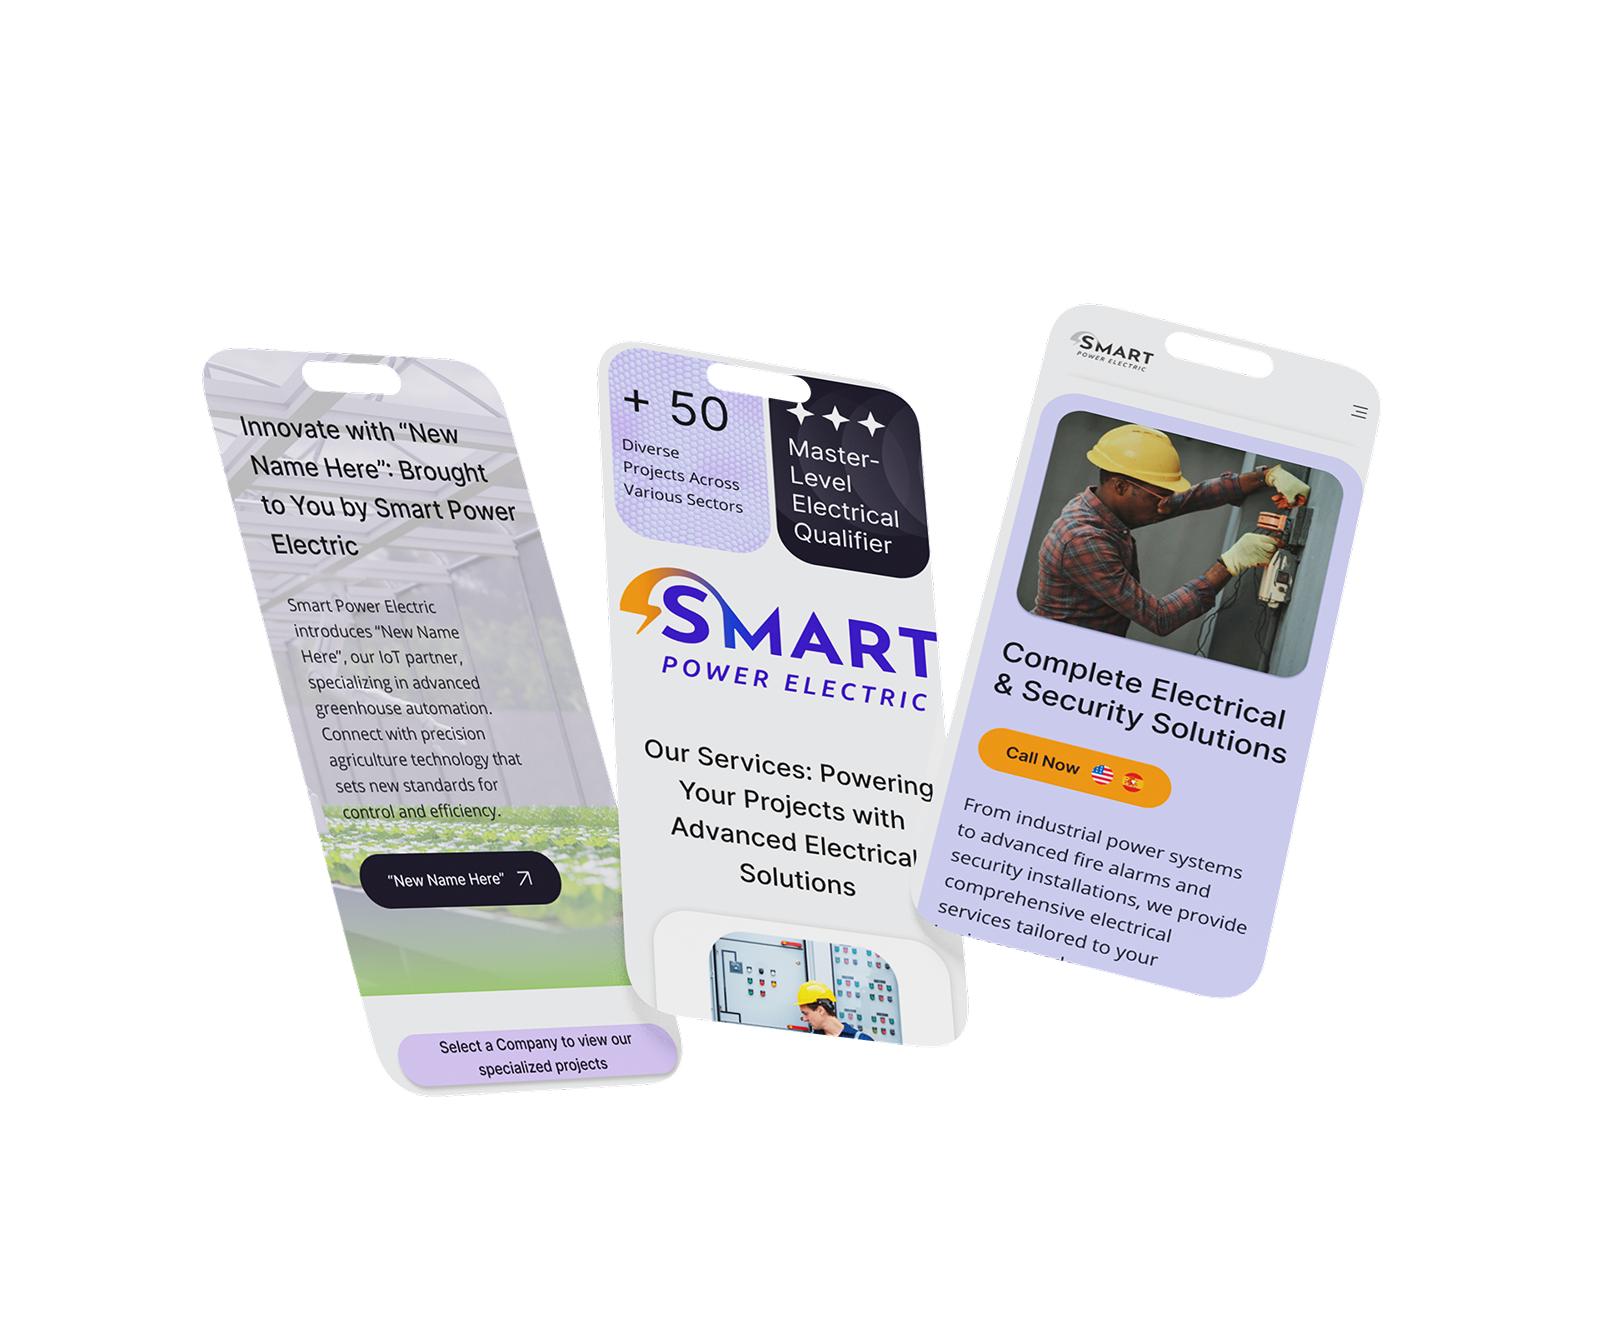 Innovate with “New
Name Here”: Brought
to You by Smart Power
Electric
Smart Power Electric
introduces “New Name
Here”, our IoT partner,
specializing in advanced
greenhouse automation.
Connect with precision
agriculture technology that
sets new standards for
control and efficiency.
“New Name Here”
Select a Company to view our
specialized projects
+ 50
Diverse
Projects Across
Various Sectors
Master-
Level
Electrical
Qualifier
SMART
POWER ELECTRIC
Our Services: Powering
Your Projects with
Advanced Electrical
Solutions
SMART
POWER ELECTRIC
Complete Electrical
& Security Solutions
Call Now
From industrial power systems
to advanced fire alarms and
security installations, we provide
comprehensive electrical
services tailored to your